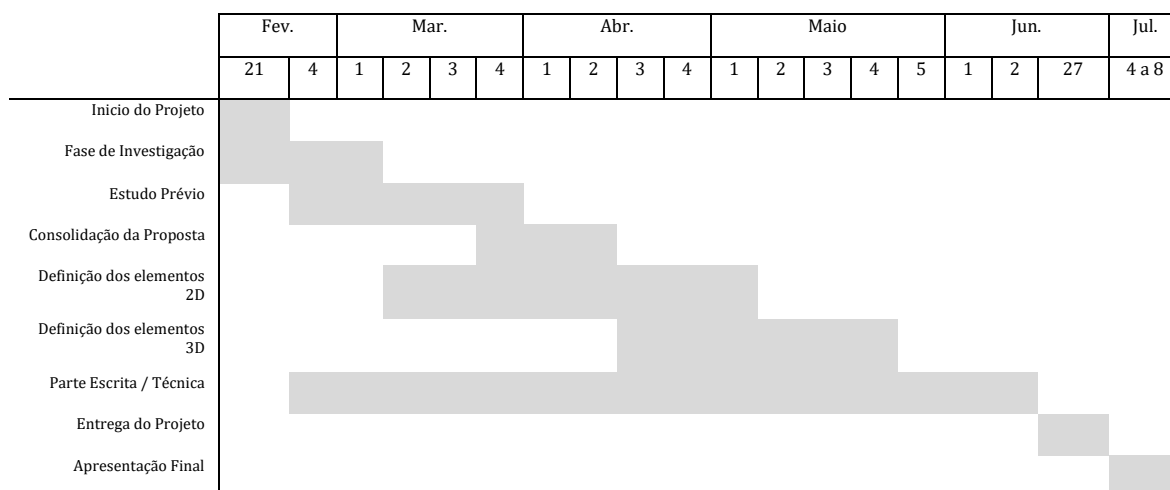 Fev. Mar. Abr. Maio Jun. Jul.
21 4 1 2 3 4 1 2 3 4 1 2 3 4 5 1 2 27 4 a 8
Inicio do Projeto
Fase de Investigação
Estudo Prévio
Consolidação da Proposta
Definição dos elementos
2D
Definição dos elementos
3D
Parte Escrita / Técnica
Entrega do Projeto
Apresentação Final